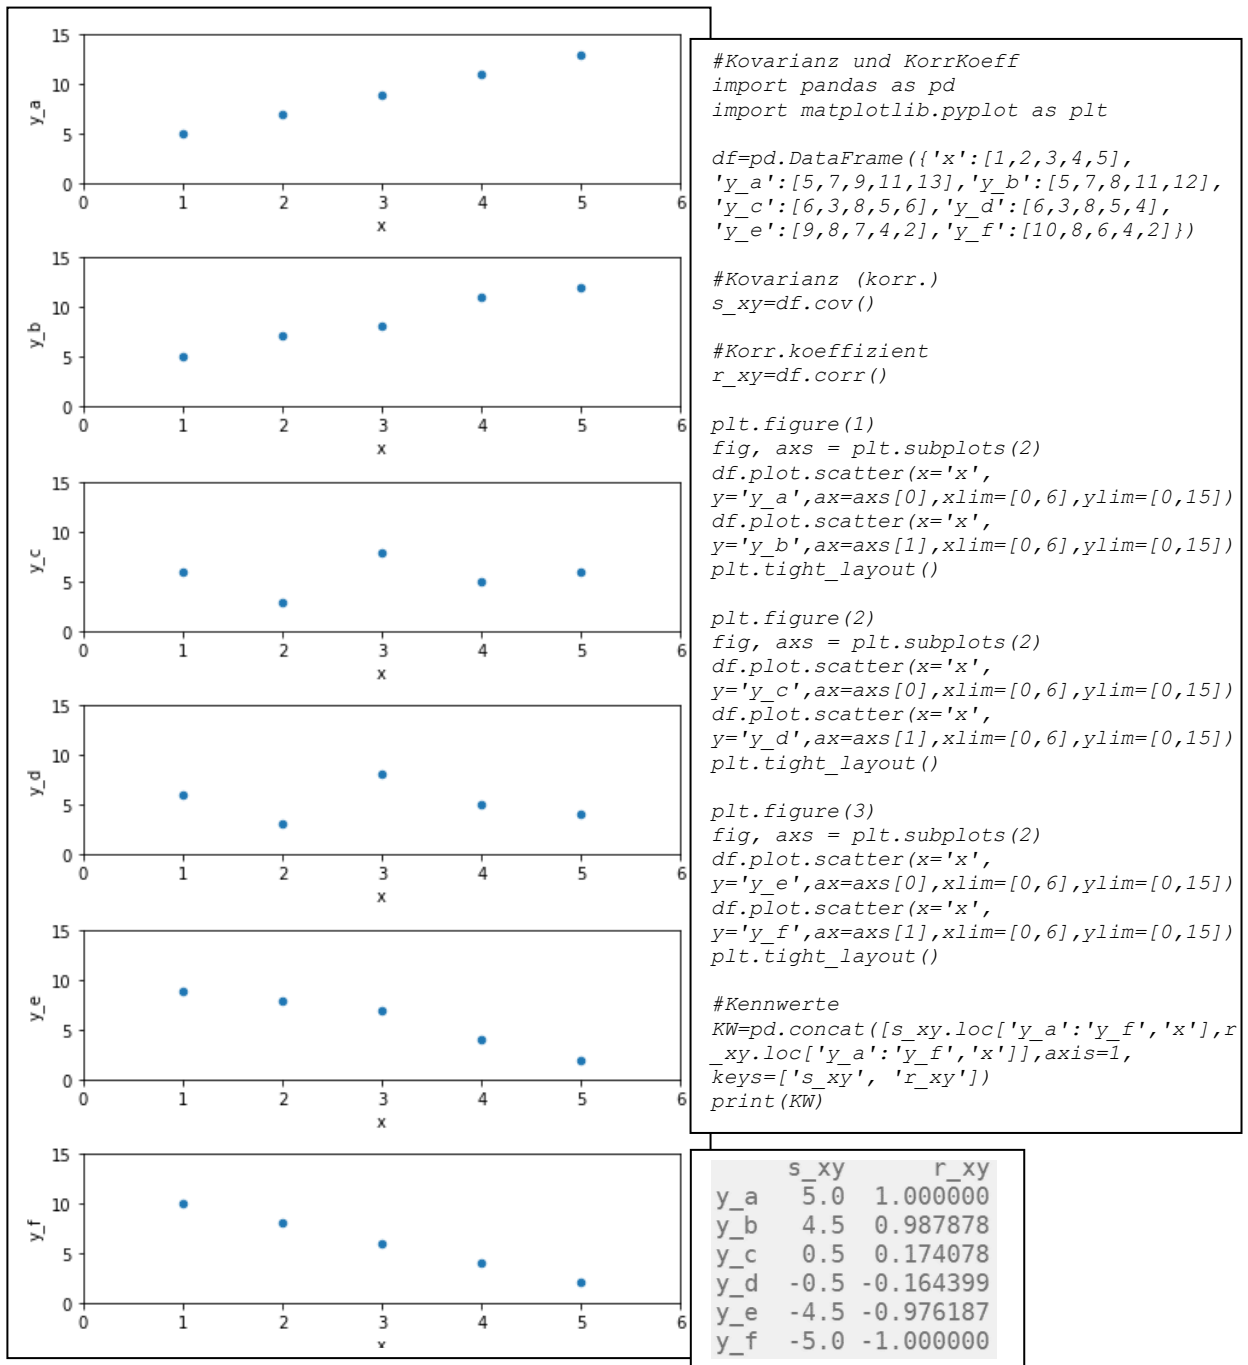 15
10
5
0
y_a
0 1 2 3 4 5 6
x
15
10
5
0
y_b
0 1 2 3 4 5 6
x
15
10
5
0
y_c
0 1 2 3 4 5 6
x
15
10
5
0
y_d
0 1 2 3 4 5 6
x
15
10
5
0
y_e
0 1 2 3 4 5 6
x
15
10
5
0
y_f
0 1 2 3 4 5 6
x
#Kovarianz und KorrKoeff
import pandas as pd
import matplotlib.pyplot as plt
df=pd.DataFrame({'x':[1,2,3,4,5],
'y_a':[5,7,9,11,13],'y_b':[5,7,8,11,12],
'y_c':[6,3,8,5,6],'y_d':[6,3,8,5,4],
'y_e':[9,8,7,4,2],'y_f':[10,8,6,4,2]})
#Kovarianz (korr.)
s_xy=df.cov()
#Korr.koeffizient
r_xy=df.corr()
plt.figure(1)
fig, axs = plt.subplots(2)
df.plot.scatter(x='x',
y='y_a',ax=axs[0],xlim=[0,6],ylim=[0,15])
df.plot.scatter(x='x',
y='y_b',ax=axs[1],xlim=[0,6],ylim=[0,15])
plt.tight_layout()
plt.figure(2)
fig, axs = plt.subplots(2)
df.plot.scatter(x='x',
y='y_c',ax=axs[0],xlim=[0,6],ylim=[0,15])
df.plot.scatter(x='x',
y='y_d',ax=axs[1],xlim=[0,6],ylim=[0,15])
plt.tight_layout()
plt.figure(3)
fig, axs = plt.subplots(2)
df.plot.scatter(x='x',
y='y_e',ax=axs[0],xlim=[0,6],ylim=[0,15])
df.plot.scatter(x='x',
y='y_f',ax=axs[1],xlim=[0,6],ylim=[0,15])
plt.tight_layout()
#Kennwerte
KW=pd.concat([s_xy.loc['y_a':'y_f','x'],r
_xy.loc['y_a':'y_f','x']],axis=1,
keys=['s_xy', 'r_xy'])
print(KW)
s_xy r_xy
y_a 5.0 1.000000
y_b 4.5 0.987878
y_c 0.5 0.174078
y_d -0.5 -0.164399
y_e -4.5 -0.976187
y_f -5.0 -1.000000